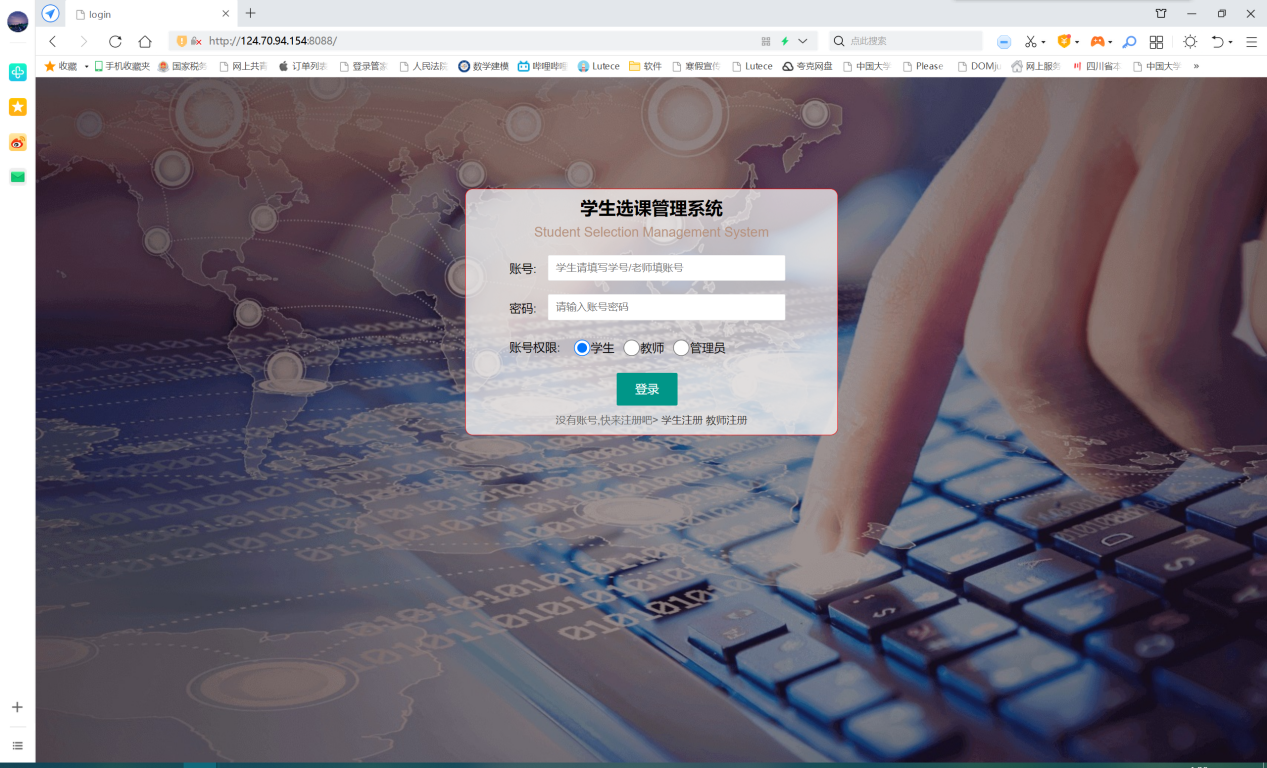 login
http://124.70.94.154:8088/
点此搜索
收藏 手机收藏夹 国家税务 网上共 订单列表 登录管家 人民法院 数学建模 哔哩哔哩 Lutece 软件 寒假宣传 Lutece 夸克网盘 中国大学 Please DOMju 网上服务 四川省本 中国大学 »
学生选课管理系统
Student Selection Management System
账号: 学生请填写学号/老师填账号
密码: 请输入账号密码
账号权限: 学生 教师 管理员
登录
没有账号,快来注册吧> 学生注册 教师注册